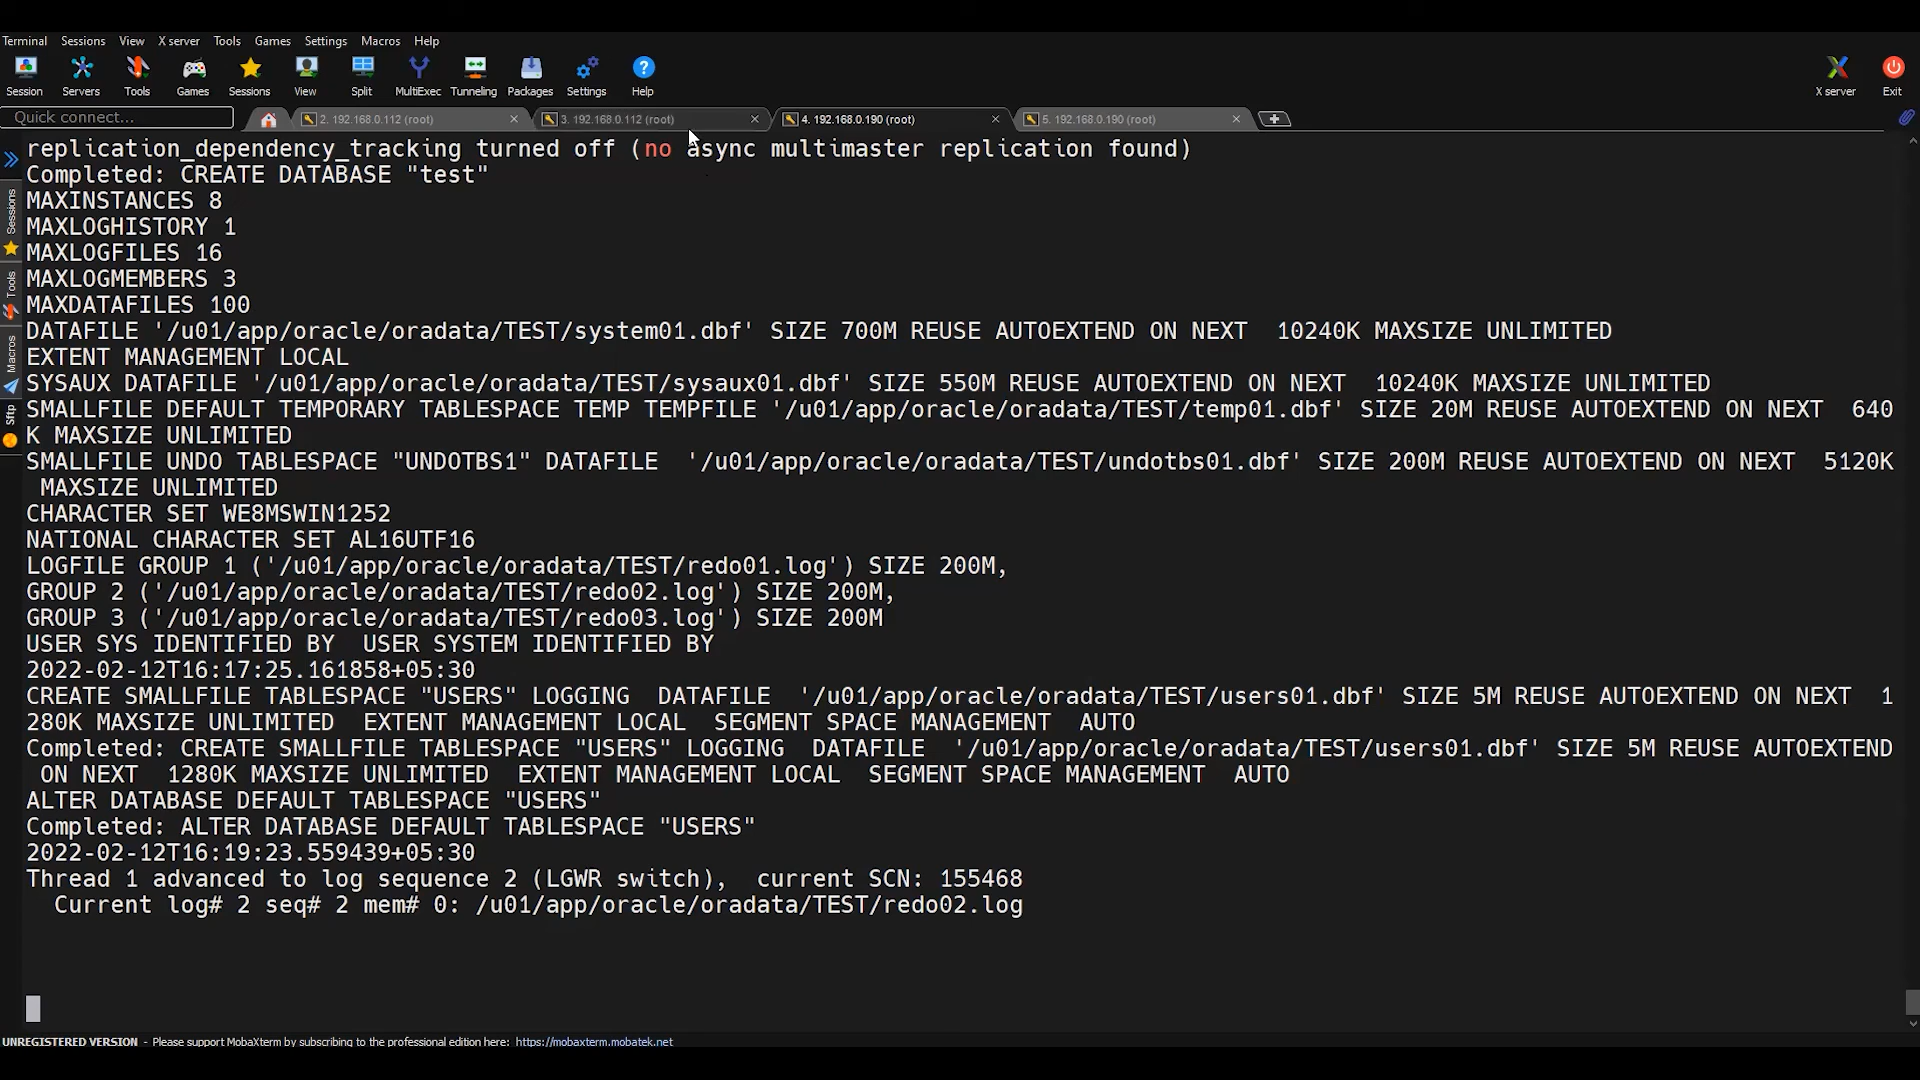 Terminal Sessions View X server Tools Games Settings Macros Help
Session Servers Tools Games Sessions View Split MultiExec Tunneling Packages Settings Help X server Exit
Quick connect... 2. 192.168.0.112 (root) 3. 192.168.0.112 (root) 4. 192.168.0.190 (root) 5. 192.168.0.190 (root)
Sessions
Tools
Macros
Sftp
replication_dependency_tracking turned off (no async multimaster replication found)
Completed: CREATE DATABASE "test"
MAXINSTANCES 8
MAXLOGHISTORY 1
MAXLOGFILES 16
MAXLOGMEMBERS 3
MAXDATAFILES 100
DATAFILE '/u01/app/oracle/oradata/TEST/system01.dbf' SIZE 700M REUSE AUTOEXTEND ON NEXT  10240K MAXSIZE UNLIMITED
EXTENT MANAGEMENT LOCAL
SYSAUX DATAFILE '/u01/app/oracle/oradata/TEST/sysaux01.dbf' SIZE 550M REUSE AUTOEXTEND ON NEXT  10240K MAXSIZE UNLIMITED
SMALLFILE DEFAULT TEMPORARY TABLESPACE TEMP TEMPFILE '/u01/app/oracle/oradata/TEST/temp01.dbf' SIZE 20M REUSE AUTOEXTEND ON NEXT  640
K MAXSIZE UNLIMITED
SMALLFILE UNDO TABLESPACE "UNDOTBS1" DATAFILE  '/u01/app/oracle/oradata/TEST/undotbs01.dbf' SIZE 200M REUSE AUTOEXTEND ON NEXT  5120K
 MAXSIZE UNLIMITED
CHARACTER SET WE8MSWIN1252
NATIONAL CHARACTER SET AL16UTF16
LOGFILE GROUP 1 ('/u01/app/oracle/oradata/TEST/redo01.log') SIZE 200M,
GROUP 2 ('/u01/app/oracle/oradata/TEST/redo02.log') SIZE 200M,
GROUP 3 ('/u01/app/oracle/oradata/TEST/redo03.log') SIZE 200M
USER SYS IDENTIFIED BY  USER SYSTEM IDENTIFIED BY
2022-02-12T16:17:25.161858+05:30
CREATE SMALLFILE TABLESPACE "USERS" LOGGING  DATAFILE  '/u01/app/oracle/oradata/TEST/users01.dbf' SIZE 5M REUSE AUTOEXTEND ON NEXT  1
280K MAXSIZE UNLIMITED  EXTENT MANAGEMENT LOCAL  SEGMENT SPACE MANAGEMENT  AUTO
Completed: CREATE SMALLFILE TABLESPACE "USERS" LOGGING  DATAFILE  '/u01/app/oracle/oradata/TEST/users01.dbf' SIZE 5M REUSE AUTOEXTEND
 ON NEXT  1280K MAXSIZE UNLIMITED  EXTENT MANAGEMENT LOCAL  SEGMENT SPACE MANAGEMENT  AUTO
ALTER DATABASE DEFAULT TABLESPACE "USERS"
Completed: ALTER DATABASE DEFAULT TABLESPACE "USERS"
2022-02-12T16:19:23.559439+05:30
Thread 1 advanced to log sequence 2 (LGWR switch),  current SCN: 155468
  Current log# 2 seq# 2 mem# 0: /u01/app/oracle/oradata/TEST/redo02.log
UNREGISTERED VERSION - Please support MobaXterm by subscribing to the professional edition here: https://mobaxterm.mobatek.net